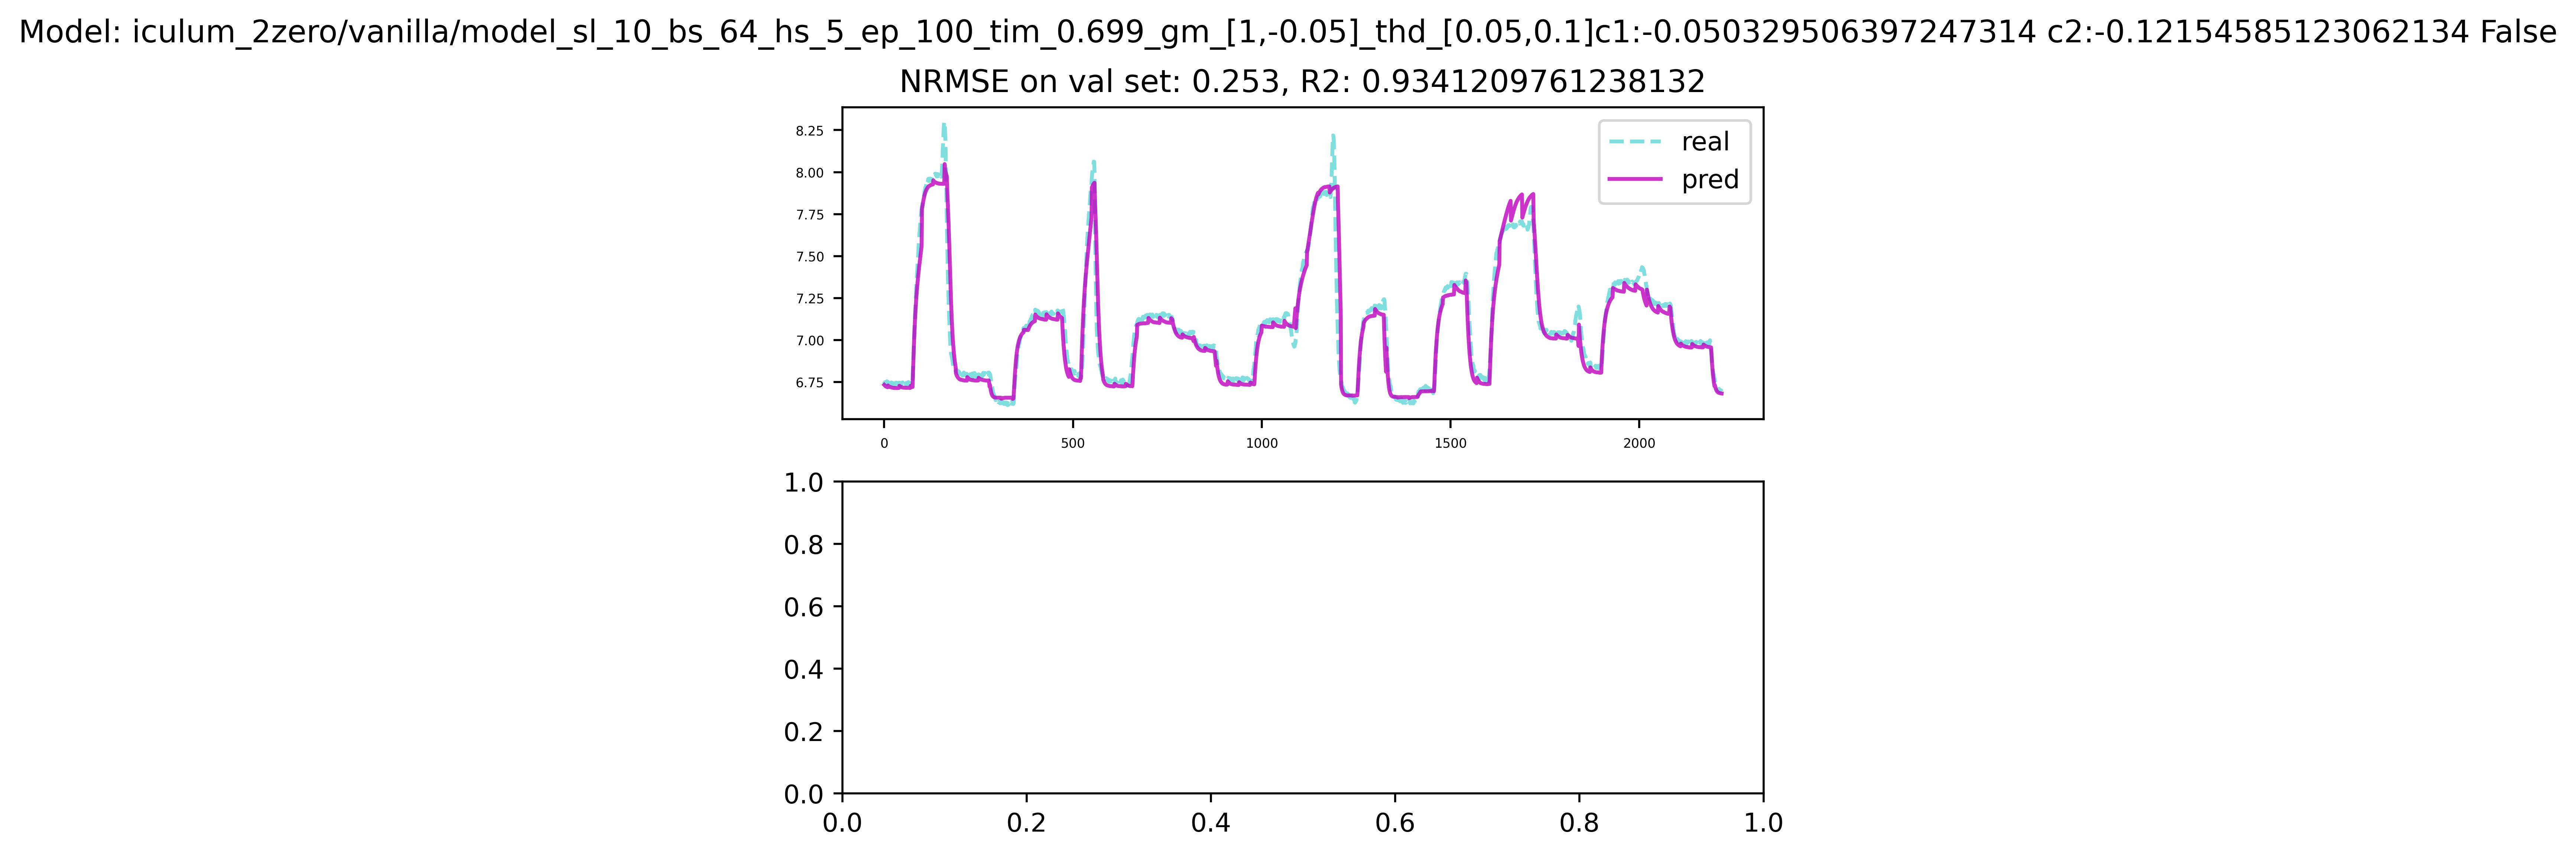 Model: iculum_2zero/vanilla/model_sl_10_bs_64_hs_5_ep_100_tim_0.699_gm_[1,-0.05]_thd_[0.05,0.1]c1:-0.050329506397247314 c2:-0.12154585123062134 False
NRMSE on val set: 0.253, R2: 0.9341209761238132
8.25
8.00
7.75
7.50
7.25
7.00
6.75
real
pred
0 500 1000 1500 2000
1.0
0.8
0.6
0.4
0.2
0.0
0.0 0.2 0.4 0.6 0.8 1.0